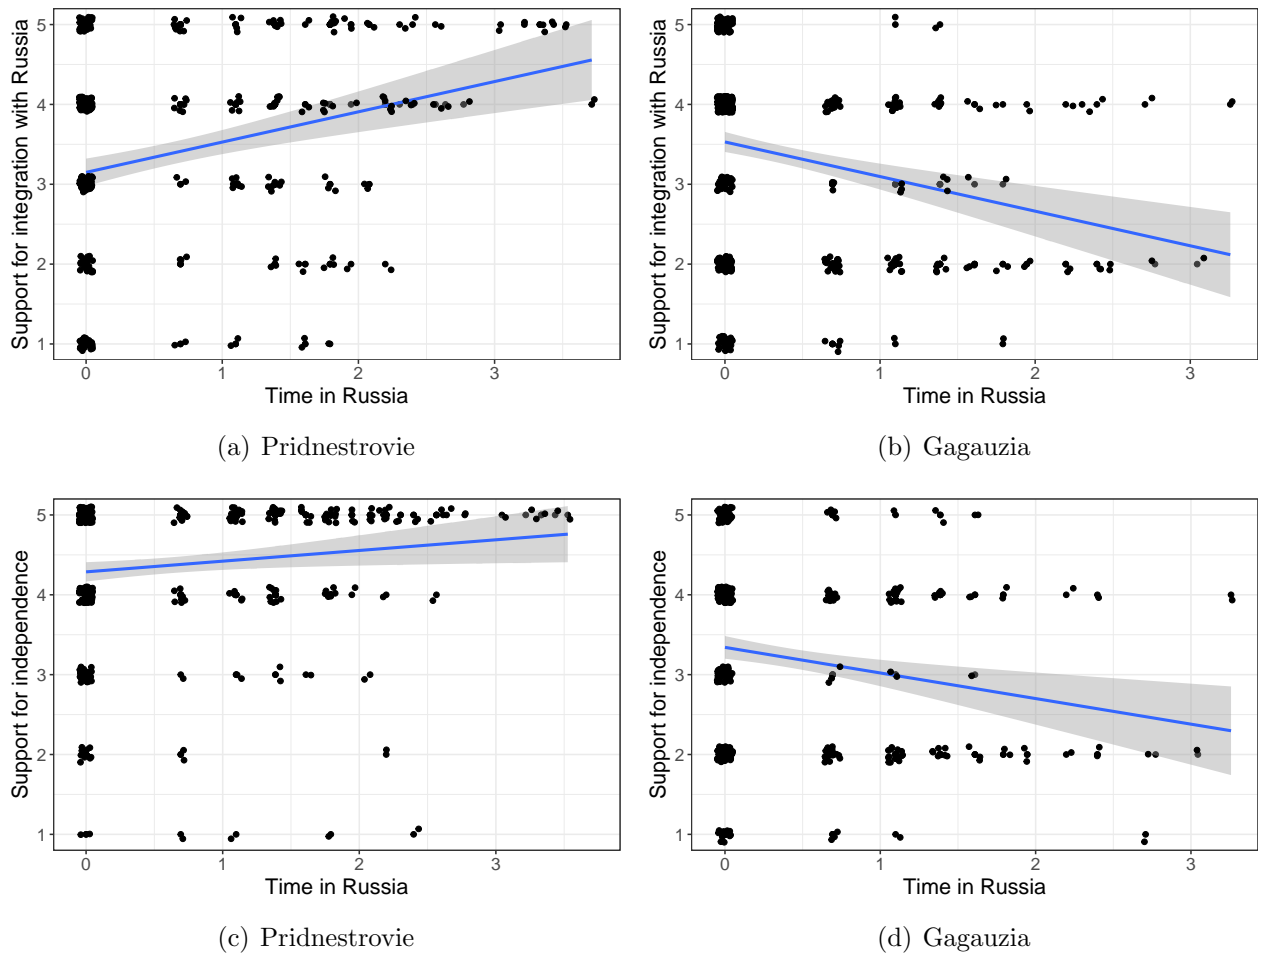 Support for integration with Russia
5
4
3
2
1
0 1 2 3
Time in Russia
(a) Pridnestrovie
Support for integration with Russia
5
4
3
2
1
0 1 2 3
Time in Russia
(b) Gagauzia
Support for independence
5
4
3
2
1
0 1 2 3
Time in Russia
(c) Pridnestrovie
Support for independence
5
4
3
2
1
0 1 2 3
Time in Russia
(d) Gagauzia